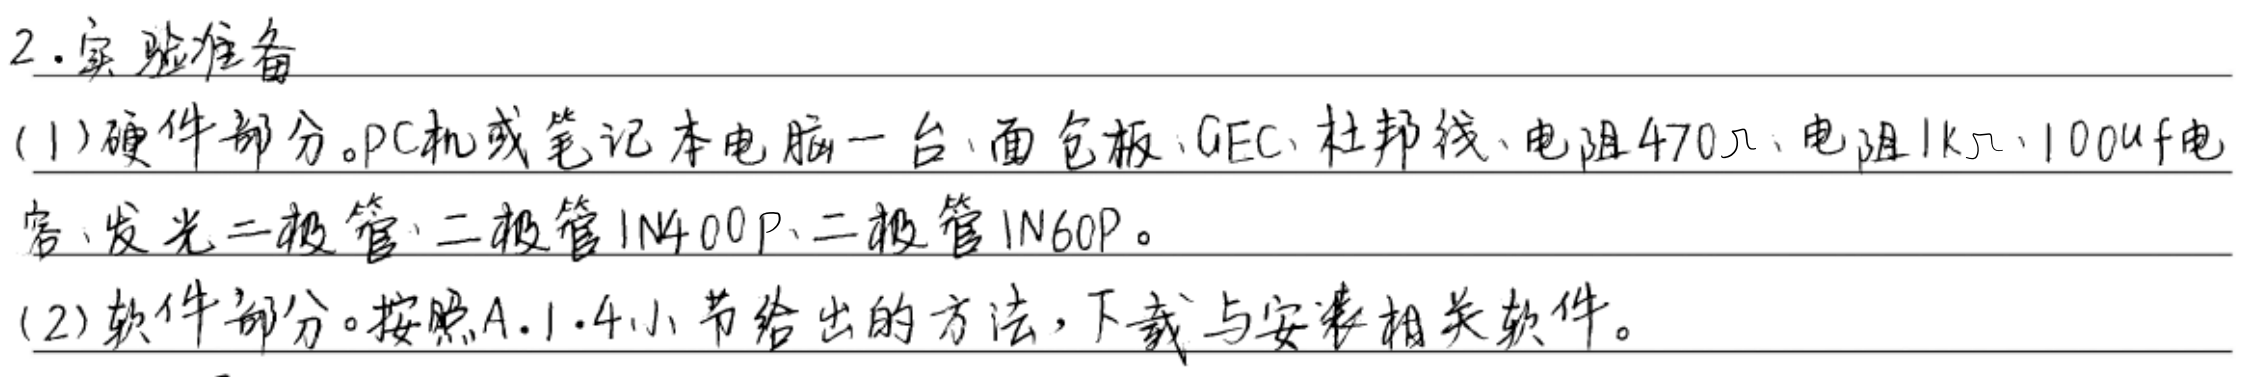 2.实验准备
(1)硬件部分。PC机或笔记本电脑一台、面包板、GEC、杜邦线、电阻470Ω、电阻1kΩ、100uf电
容、发光二极管、二极管1N400P、二极管1N60P。
(2)软件部分。按照A.1.4小节给出的方法,下载与安装相关软件。